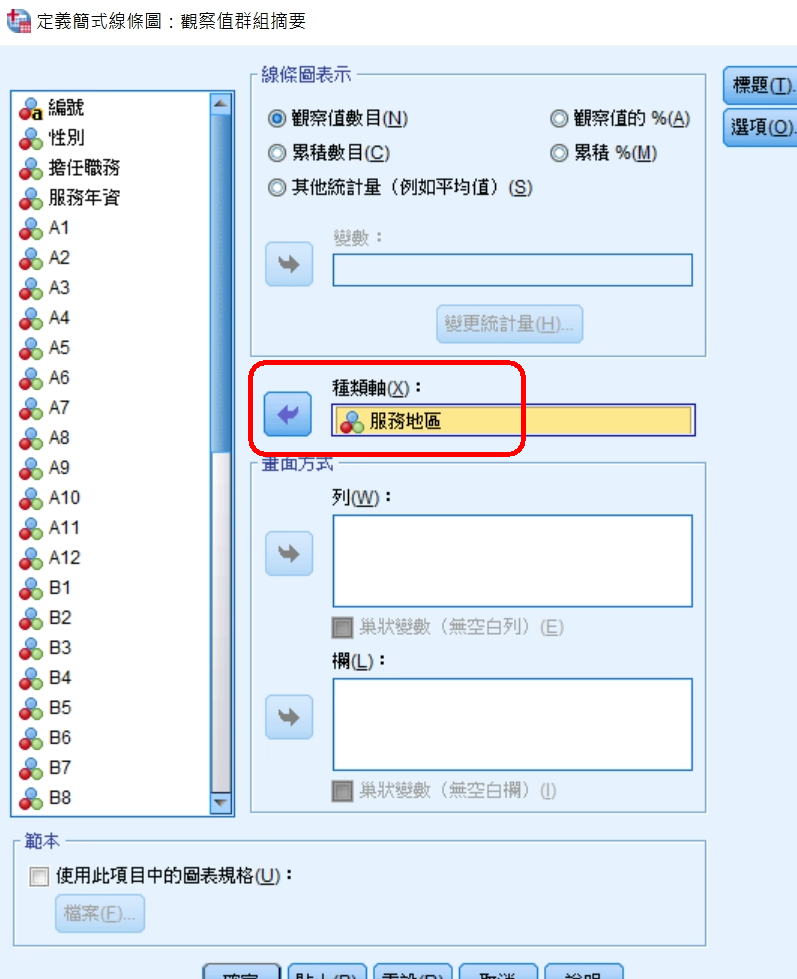 定義簡式線條圖：觀察值群組摘要
編號
性別
擔任職務
服務年資
A1
A2
A3
A4
A5
A6
A7
A8
A9
A10
A11
A12
B1
B2
B3
B4
B5
B6
B7
B8
線條圖表示
觀察值數目(N)
觀察值的 %(A)
累積數目(C)
累積 %(M)
其他統計量（例如平均值）(S)
變數：
變更統計量(H)...
標題(T).
選項(O).
種類軸(X)：
服務地區
畫面方式
列(W)：
巢狀變數（無空白列）(E)
欄(L)：
巢狀變數（無空白欄）(I)
範本
使用此項目中的圖表規格(U)：
檔案(F)...
確定 貼上(P) 重設(R) 取消 說明